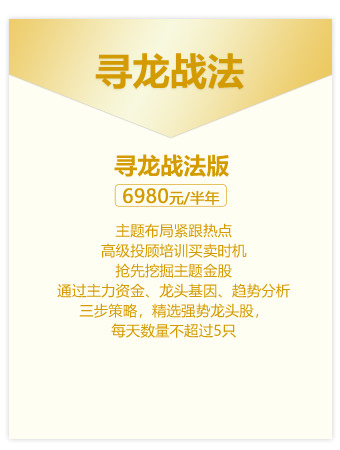 寻龙战法
寻龙战法版
6980元/半年
主题布局紧跟热点
高级投顾培训买卖时机
抢先挖掘主题金股
通过主力资金、龙头基因、趋势分析
三步策略，精选强势龙头股，
每天数量不超过5只